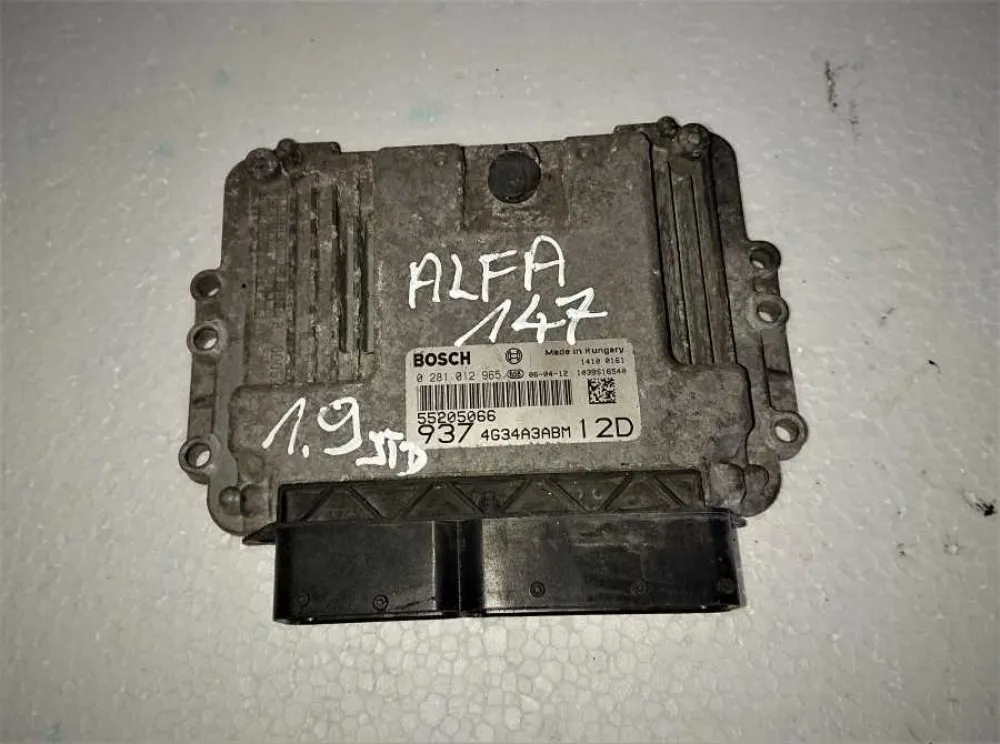 ALFA
147
BOSCH
Made in Hungary
1410 0161
0 281 012 965
06-04-12 1039S16540
55205066
937 4G34A3ABM 12D
1.9 JTD